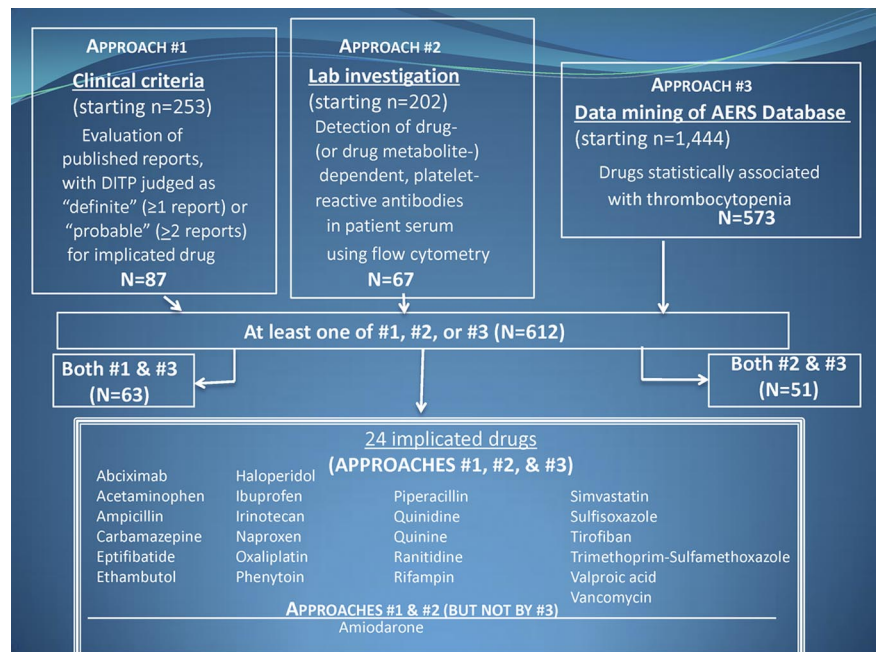 APPROACH #1
Clinical criteria
(starting n=253)
Evaluation of
published reports,
with DITP judged as
“definite” (≥1 report) or
“probable” (≥2 reports)
for implicated drug
N=87
APPROACH #2
Lab investigation
(starting n=202)
Detection of drug-
(or drug metabolite-)
dependent, platelet-
reactive antibodies
in patient serum
using flow cytometry
N=67
APPROACH #3
Data mining of AERS Database
(starting n=1,444)
Drugs statistically associated
with thrombocytopenia
N=573
At least one of #1, #2, or #3 (N=612)
Both #1 & #3
(N=63)
Both #2 & #3
(N=51)
24 implicated drugs
(APPROACHES #1, #2, & #3)
Abciximab
Acetaminophen
Ampicillin
Carbamazepine
Eptifibatide
Ethambutol
Haloperidol
Ibuprofen
Irinotecan
Naproxen
Oxaliplatin
Phenytoin
Piperacillin
Quinidine
Quinine
Ranitidine
Rifampin
Simvastatin
Sulfisoxazole
Tirofiban
Trimethoprim-Sulfamethoxazole
Valproic acid
Vancomycin
APPROACHES #1 & #2 (BUT NOT BY #3)
Amiodarone